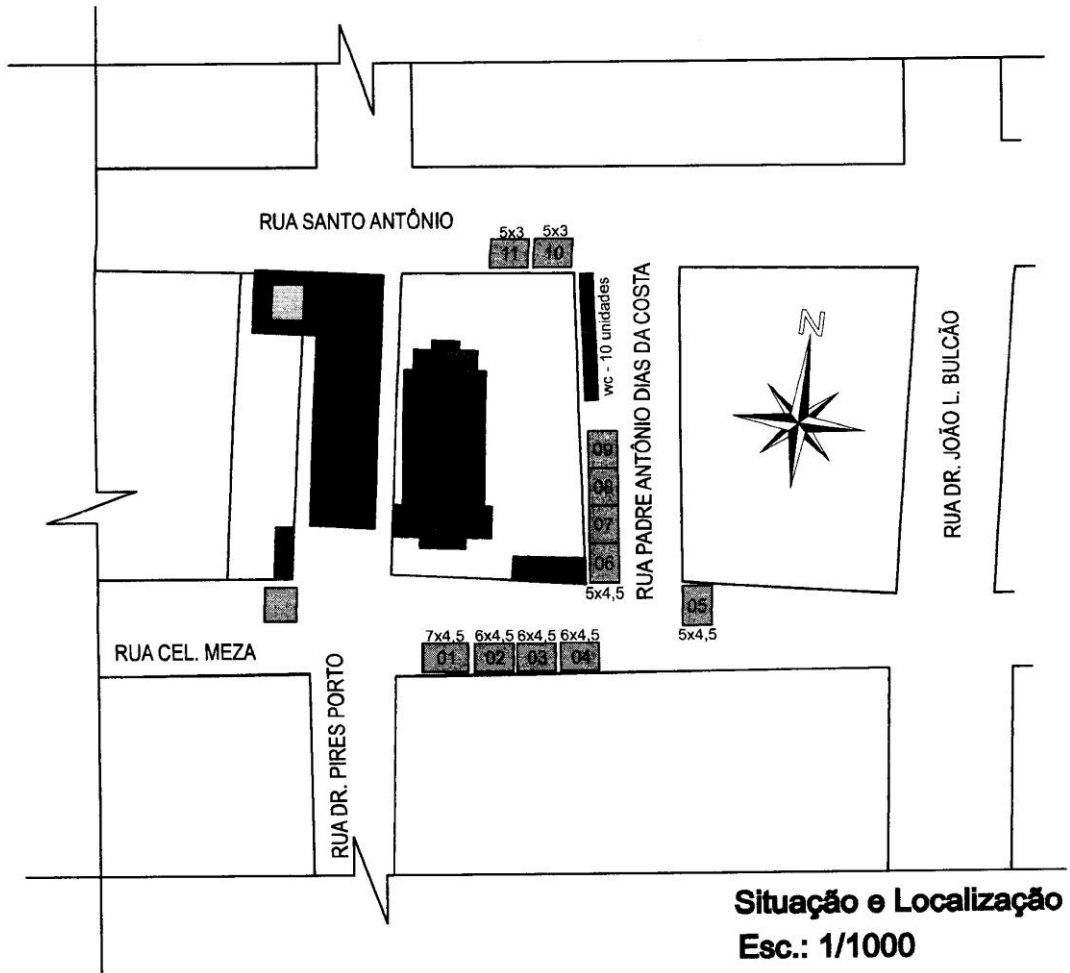 RUA SANTO ANTÔNIO
5x3 5x3
11 10
wc - 10 unidades
RUA PADRE ANTÔNIO DIAS DA COSTA
N
RUA DR. JOÃO L. BULCÃO
09
08
07
06
5x4,5
05
5x4,5
7x4,5 6x4,5 6x4,5 6x4,5
01 02 03 04
RUA CEL. MEZA
RUA DR. PIRES PORTO
Situação e Localização
Esc.: 1/1000